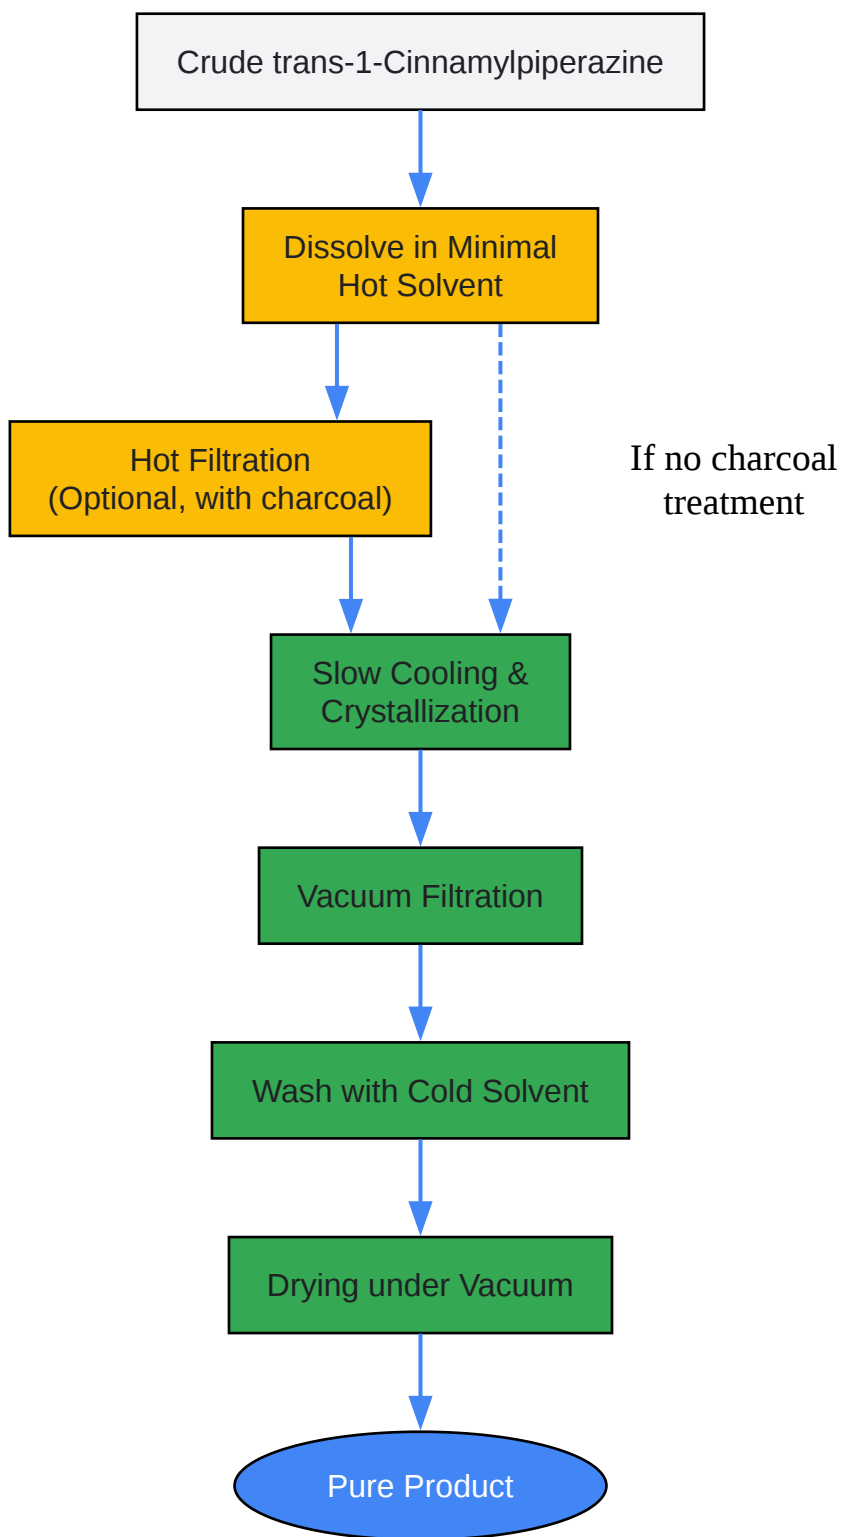 Crude trans-1-Cinnamylpiperazine
Dissolve in Minimal
Hot Solvent
Hot Filtration
(Optional, with charcoal)
If no charcoal
treatment
Slow Cooling &
Crystallization
Vacuum Filtration
Wash with Cold Solvent
Drying under Vacuum
Pure Product